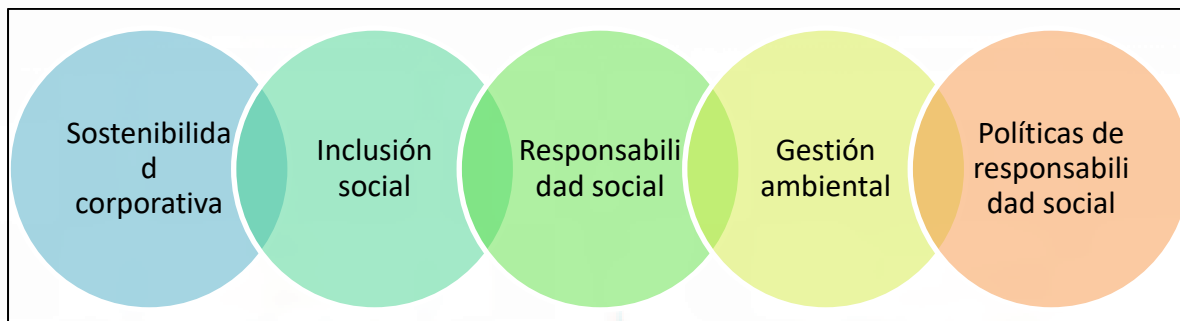 Sostenibilida
d
corporativa
Inclusión
social
Responsabili
dad social
Gestión
ambiental
Políticas de
responsabili
dad social